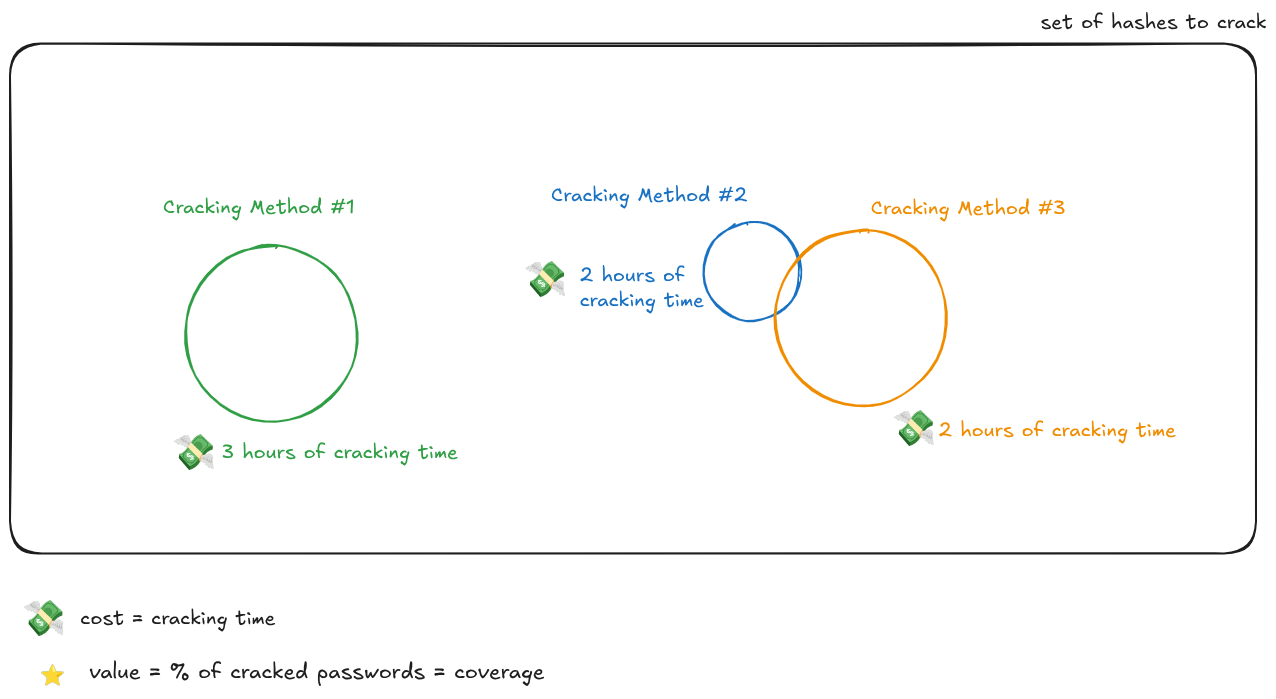 set of hashes to crack
Cracking Method #1
Cracking Method #2
Cracking Method #3
2 hours of
cracking time
3 hours of cracking time
2 hours of cracking time
cost = cracking time
value = % of cracked passwords = coverage